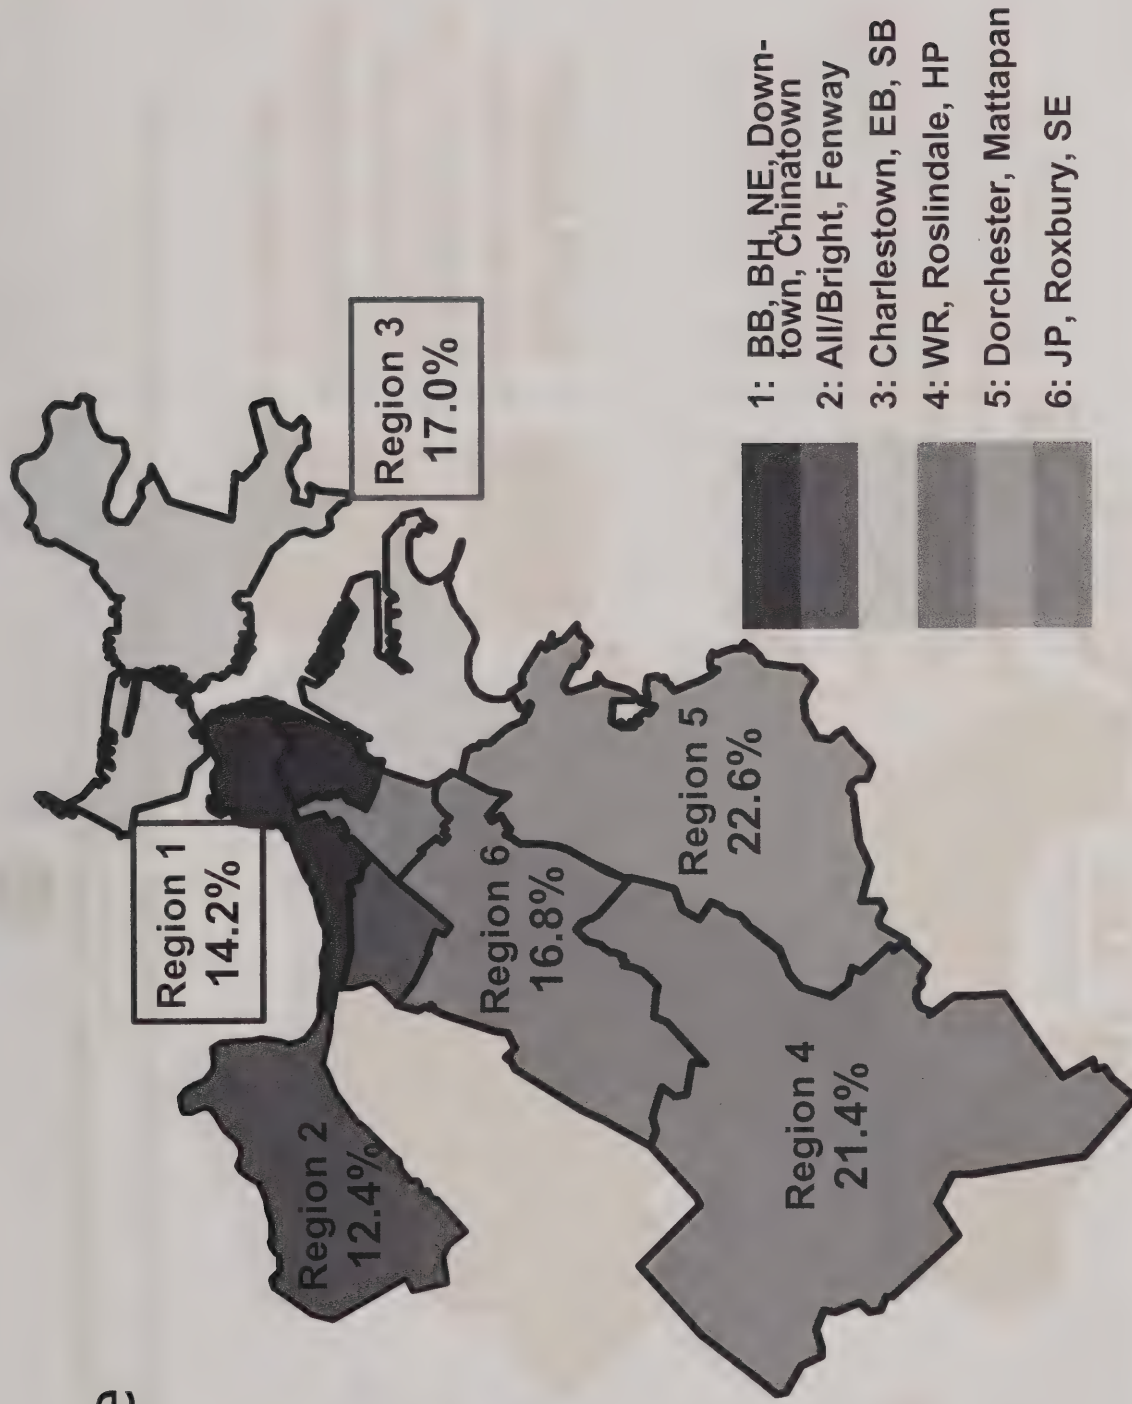 e
Region 1
14.2%
Region 3
17.0%
Region 2
12.4%
Region 6
16.8%
Region 5
22.6%
Region 4
21.4%
1: BB, BH, NE, Down-
town, Chinatown
2: All/Bright, Fenway
3: Charlestown, EB, SB
4: WR, Roslindale, HP
5: Dorchester, Mattapan
6: JP, Roxbury, SE